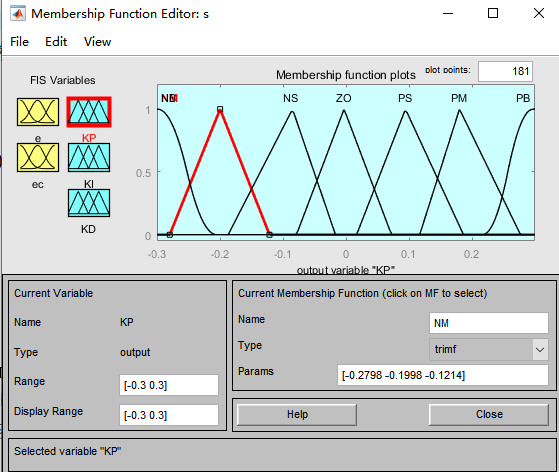 Membership Function Editor: s
File Edit View
FIS Variables
e
KP
ec
KI
KD
Membership function plots
plot points:
181
NB
NM
NS
ZO
PS
PM
PB
1
0.5
0
-0.3
-0.2
-0.1
0
0.1
0.2
output variable "KP"
Current Variable
Name KP
Type output
Range [-0.3 0.3]
Display Range [-0.3 0.3]
Current Membership Function (click on MF to select)
Name NM
Type trimf
Params [-0.2798 -0.1998 -0.1214]
Help
Close
Selected variable "KP"